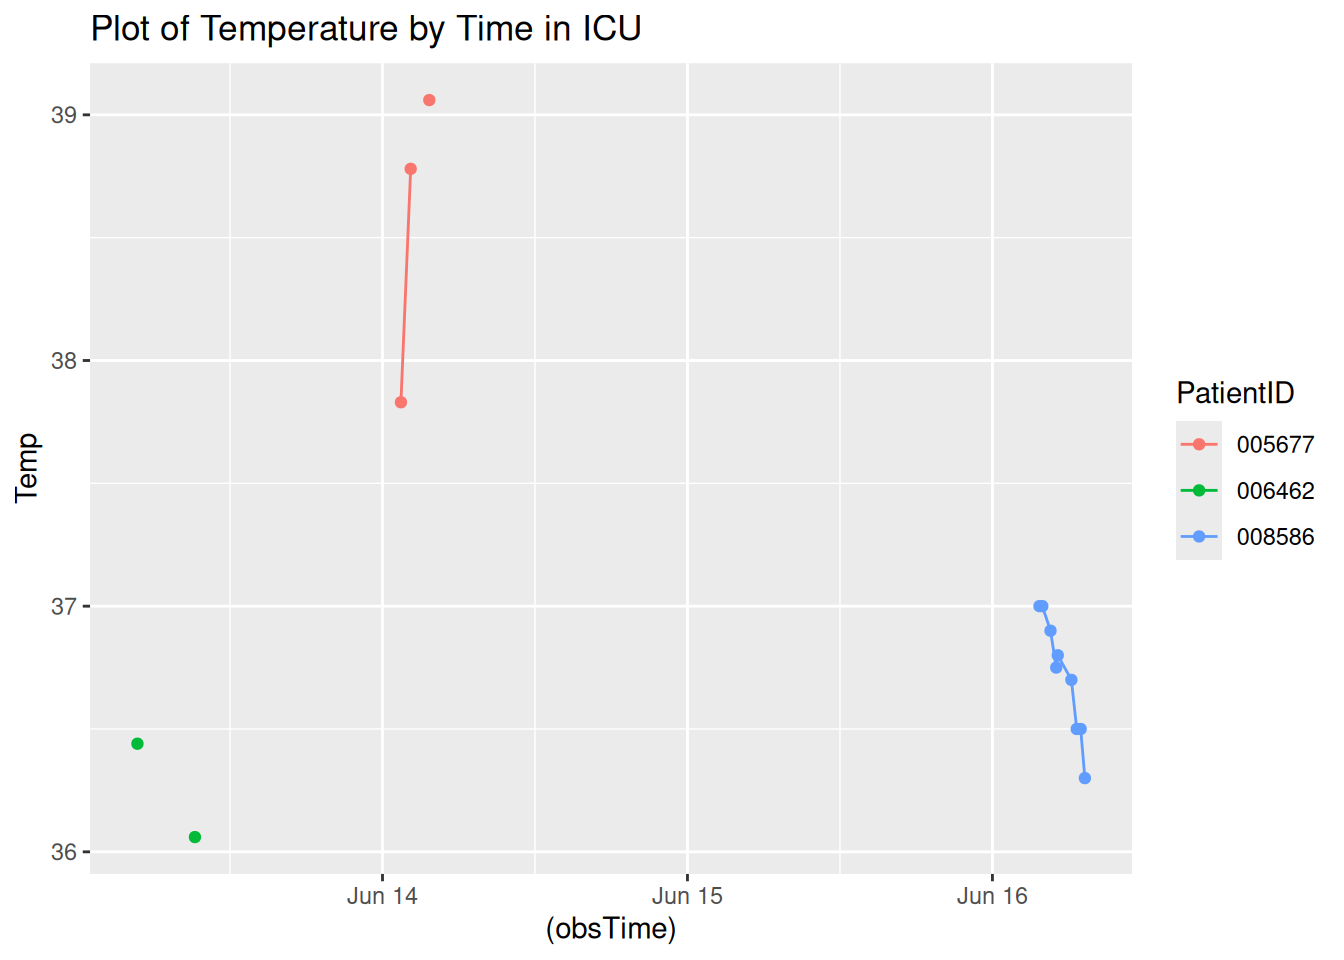 Plot of Temperature by Time in ICU
39
38
37
36
Temp
Jun 14
Jun 15
Jun 16
(obsTime)
PatientID
005677
006462
008586